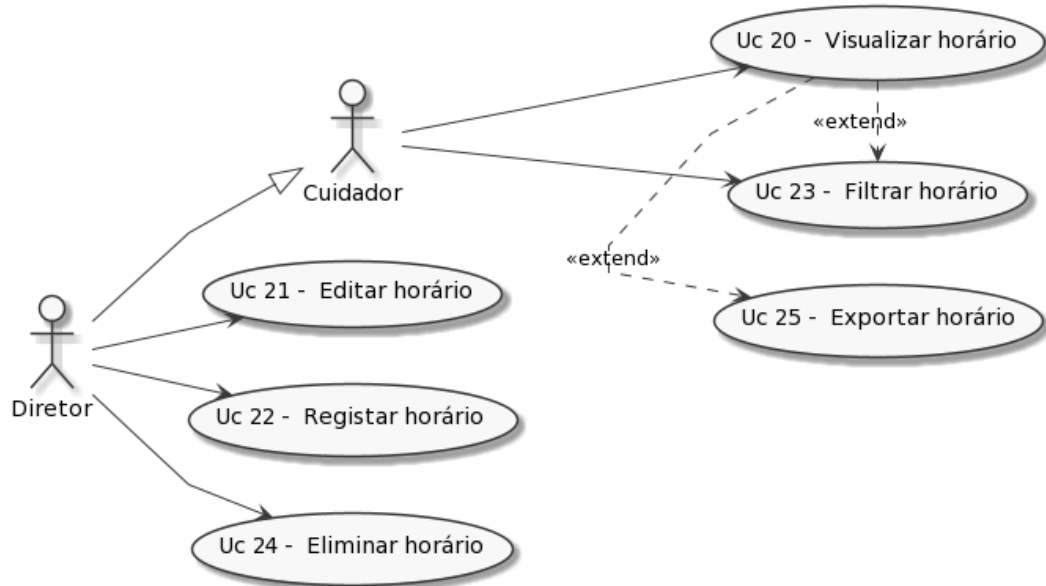 Uc 20 -  Visualizar horário
«extend»
Cuidador
Uc 23 -  Filtrar horário
«extend»
Uc 21 -  Editar horário
Uc 25 -  Exportar horário
Diretor
Uc 22 -  Registar horário
Uc 24 -  Eliminar horário